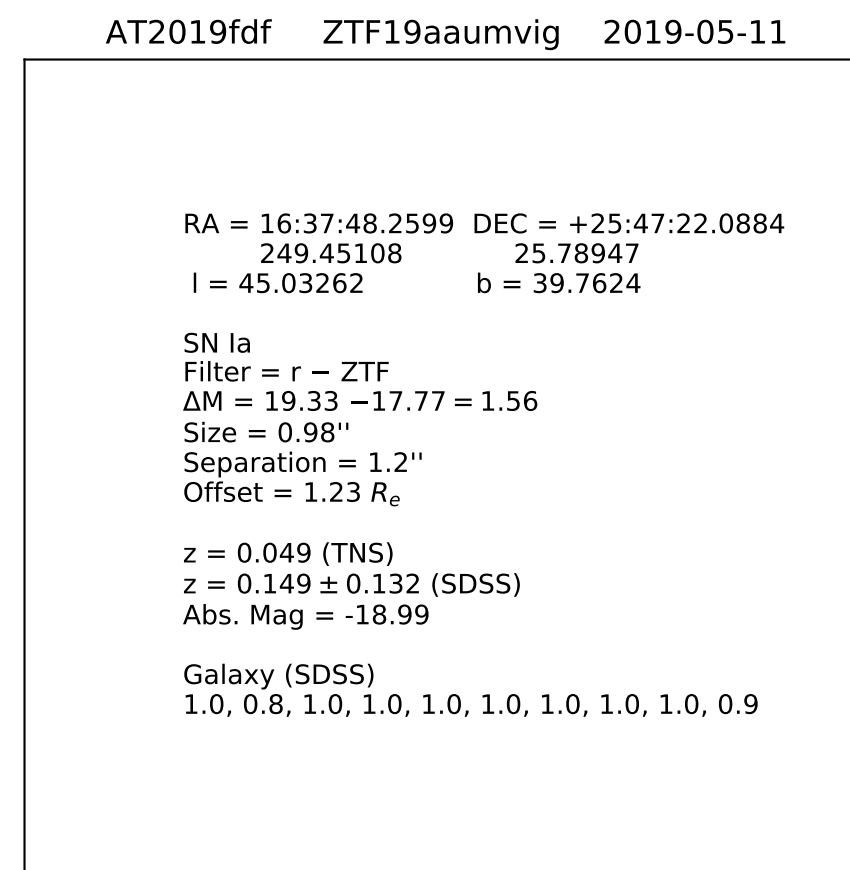 AT2019fdf ZTF19aaumvig 2019-05-11
RA = 16:37:48.2599 DEC = +25:47:22.0884
249.45108 25.78947
l = 45.03262 b = 39.7624
SN Ia
Filter = r − ZTF
ΔM = 19.33 −17.77 = 1.56
Size = 0.98''
Separation = 1.2''
Offset = 1.23 Rₑ
z = 0.049 (TNS)
z = 0.149 ± 0.132 (SDSS)
Abs. Mag = -18.99
Galaxy (SDSS)
1.0, 0.8, 1.0, 1.0, 1.0, 1.0, 1.0, 1.0, 1.0, 0.9